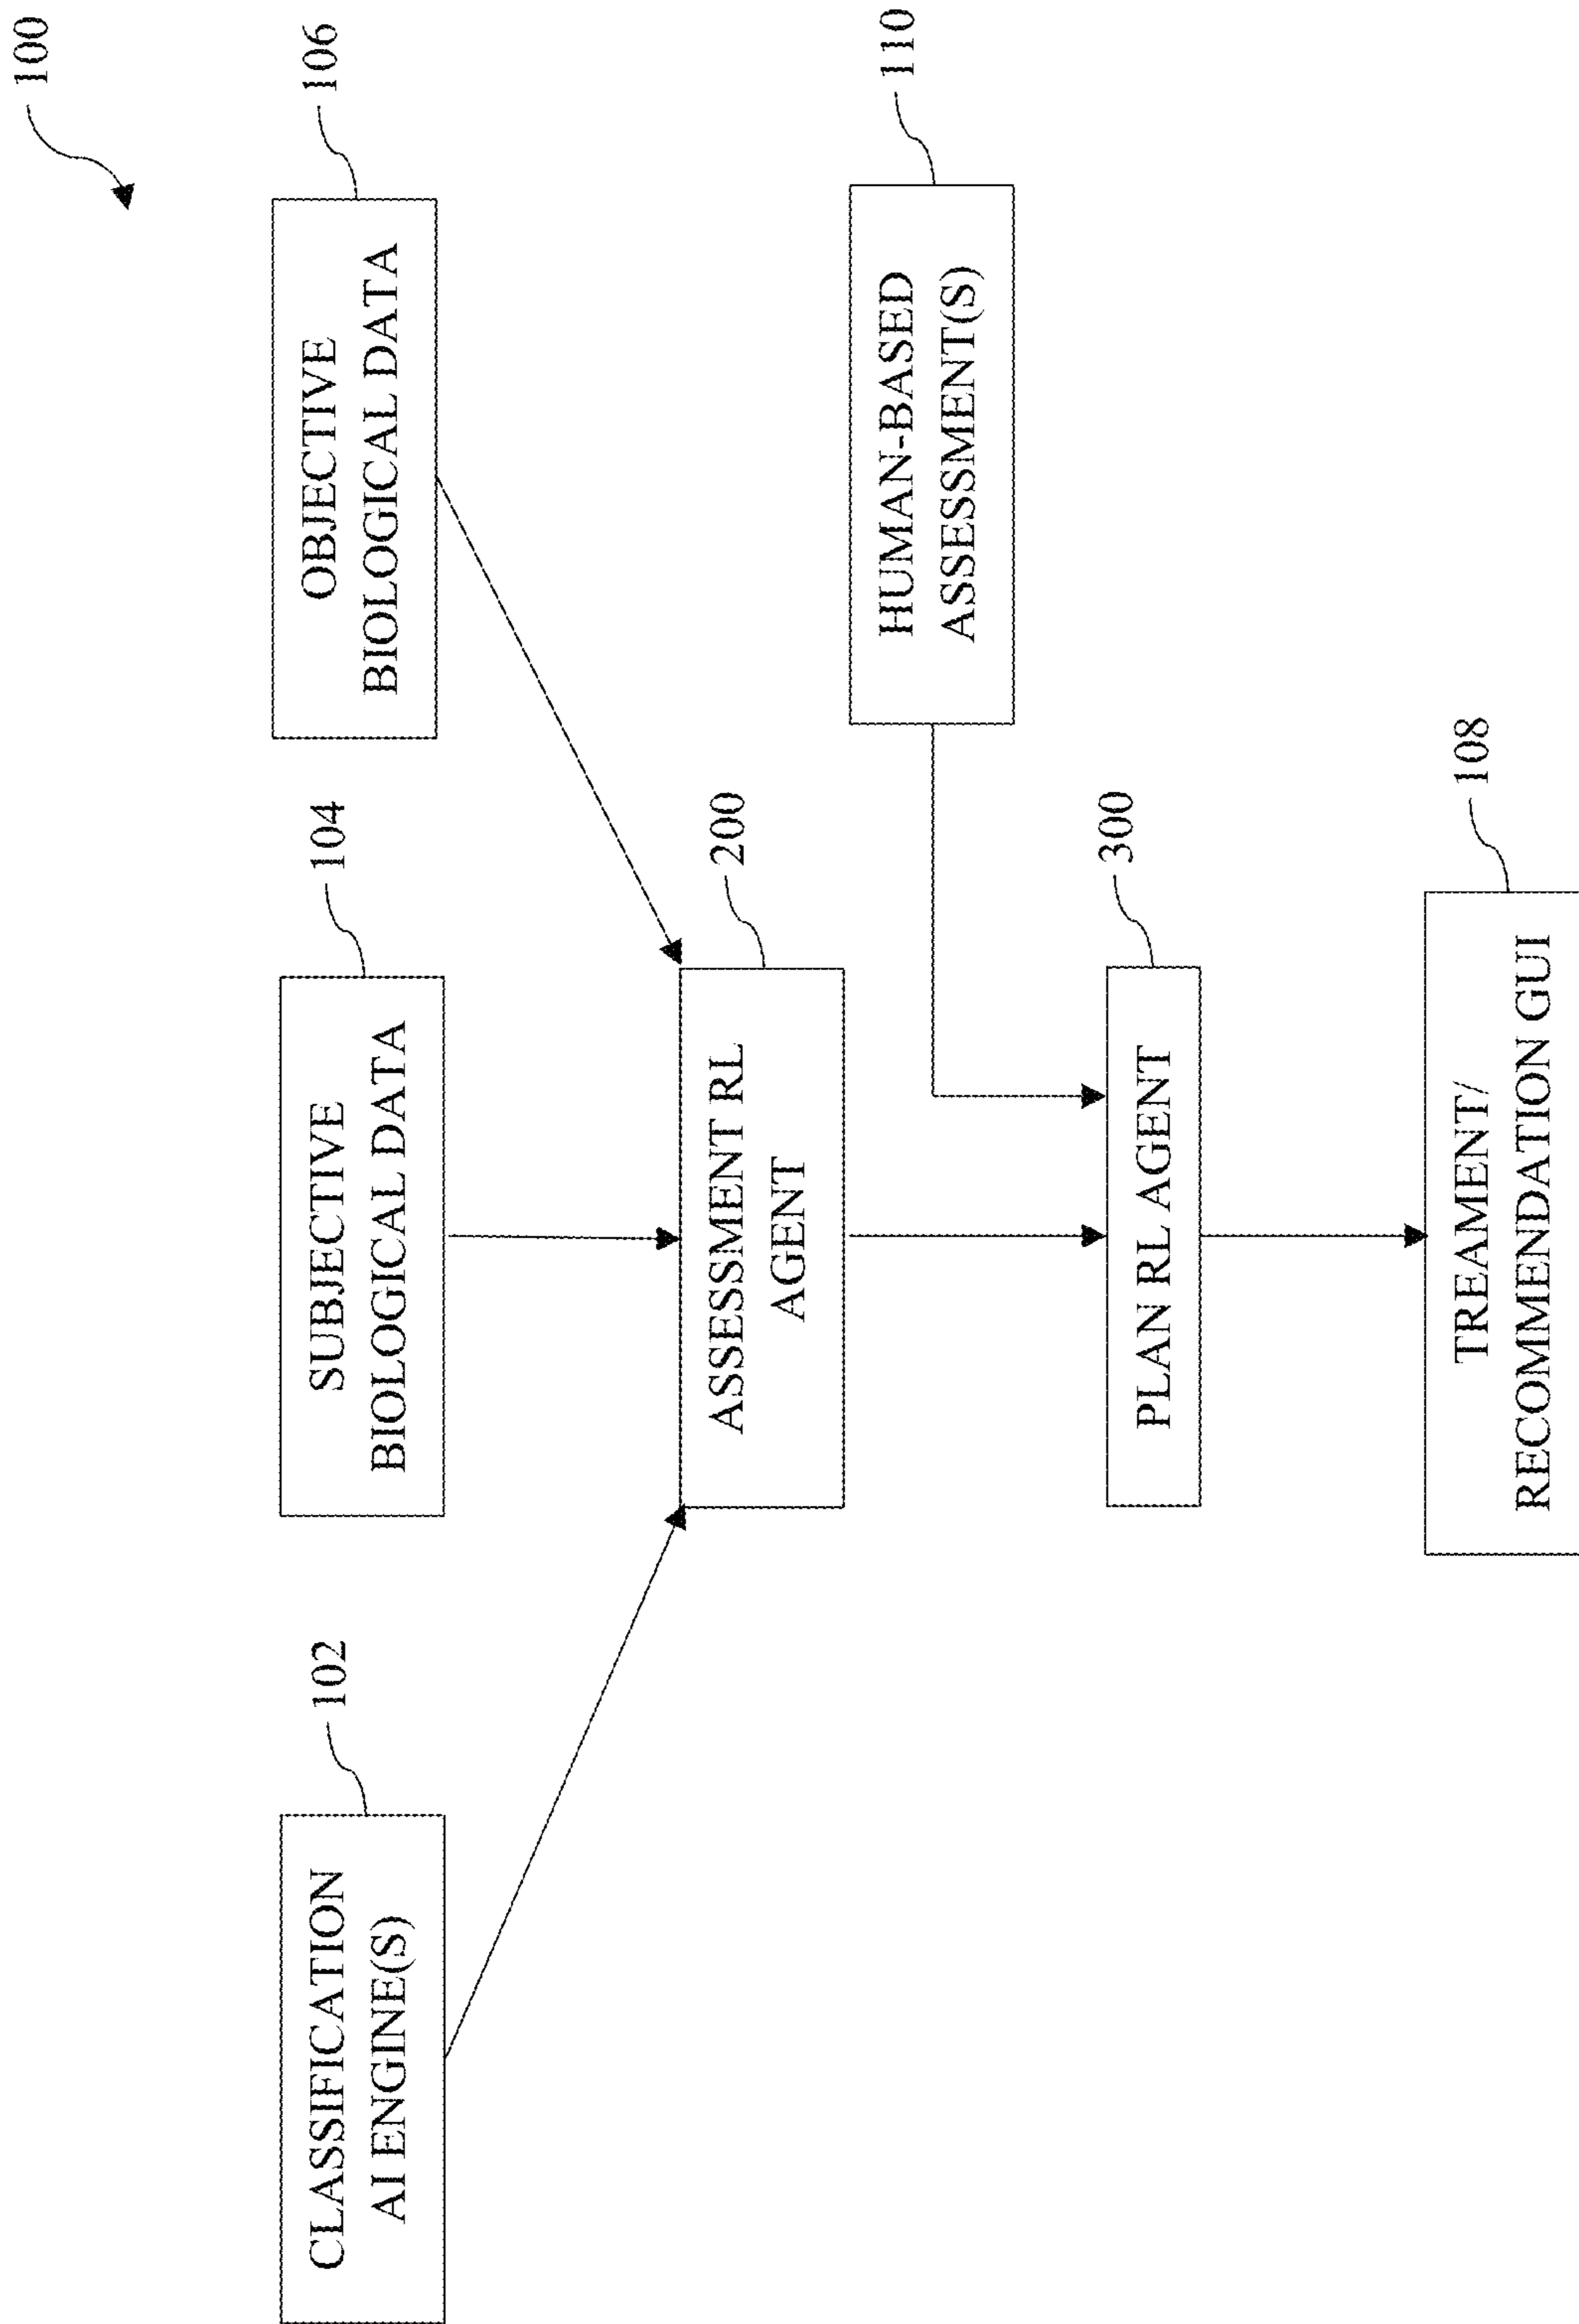 100
102
CLASSIFICATION
AI ENGINE(S)
104
SUBJECTIVE
BIOLOGICAL DATA
106
OBJECTIVE
BIOLOGICAL DATA
200
ASSESSMENT RL
AGENT
110
HUMAN-BASED
ASSESSMENT(S)
300
PLAN RL AGENT
108
TREAMENT/
RECOMMENDATION GUI